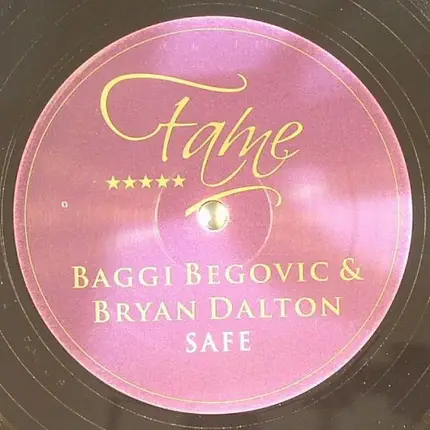 Fame
★★★★★
BAGGI BEGOVIC &
BRYAN DALTON
SAFE